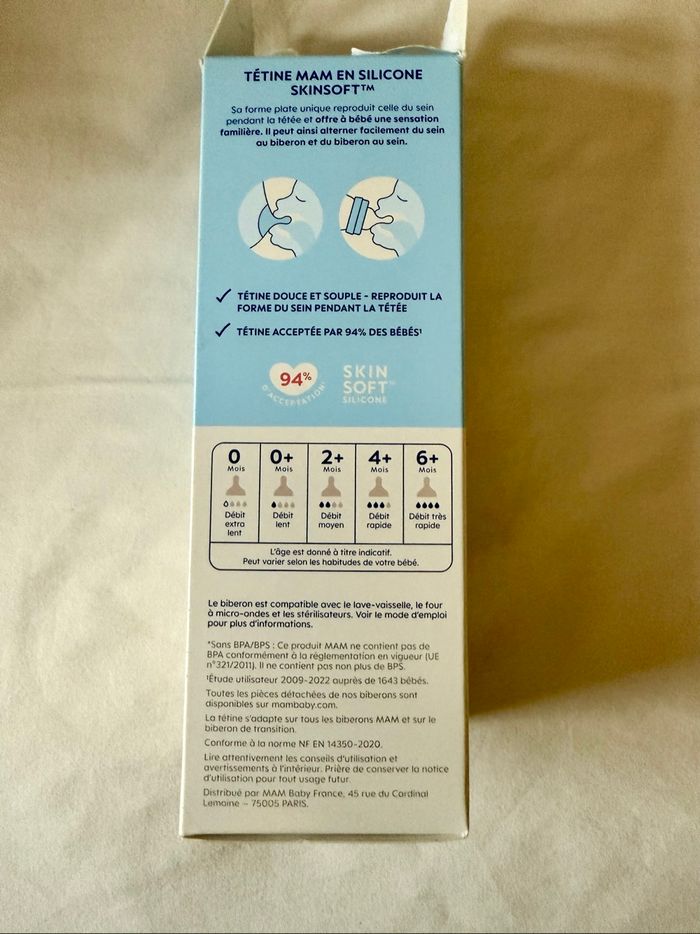 TÉTINE MAM EN SILICONE
SKINSOFT™
Sa forme plate unique reproduit celle du sein
pendant la tétée et offre à bébé une sensation
familière. Il peut ainsi alterner facilement du sein
au biberon et du biberon au sein.
TÉTINE DOUCE ET SOUPLE - REPRODUIT LA
FORME DU SEIN PENDANT LA TÉTÉE
TÉTINE ACCEPTÉE PAR 94% DES BÉBÉS¹
94%
D'ACCEPTATION¹
SKIN
SOFT™
SILICONE
0 0+ 2+ 4+ 6+
Mois Mois Mois Mois Mois
Débit extra lent
Débit lent
Débit moyen
Débit rapide
Débit très rapide
L'âge est donné à titre indicatif.
Peut varier selon les habitudes de votre bébé.
Le biberon est compatible avec le lave-vaisselle, le four
à micro-ondes et les stérilisateurs. Voir le mode d'emploi
pour plus d'informations.
*Sans BPA/BPS : Ce produit MAM ne contient pas de
BPA conformément à la réglementation en vigueur (UE
n°321/2011). Il ne contient pas non plus de BPS.
¹Étude utilisateur 2009-2022 auprès de 1643 bébés.
Toutes les pièces détachées de nos biberons sont
disponibles sur mambaby.com.
La tétine s'adapte sur tous les biberons MAM et sur le
biberon de transition.
Conforme à la norme NF EN 14350-2020.
Lire attentivement les conseils d'utilisation et
avertissements à l'intérieur. Prière de conserver la notice
d'utilisation pour tout usage futur.
Distribué par MAM Baby France, 45 rue du Cardinal
Lemoine – 75005 PARIS.